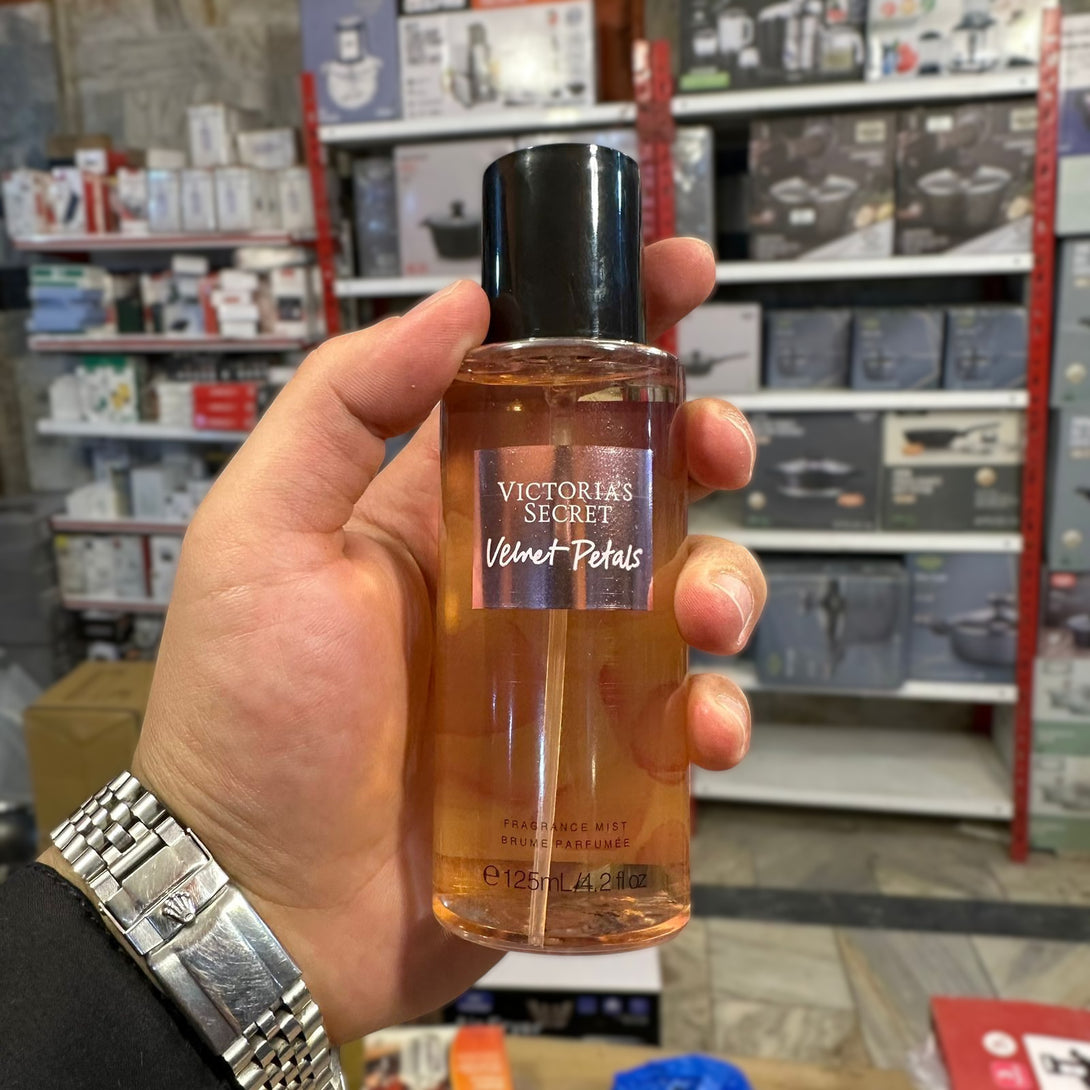 VICTORIA'S
SECRET
Velvet Petals
FRAGRANCE MIST
BRUME PARFUMÉE
℮125mL/4.2 fl oz